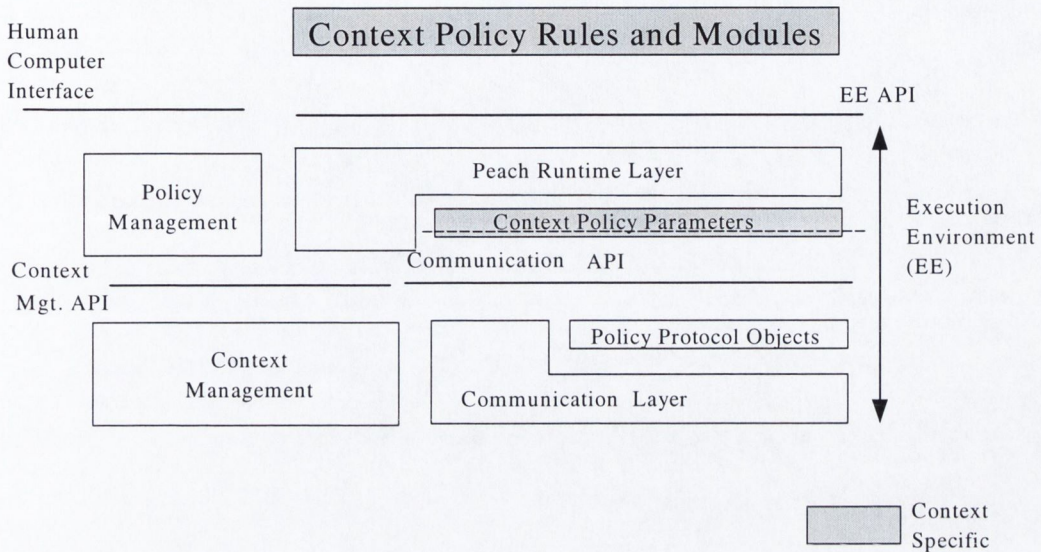 Human
Computer
Interface
Context Policy Rules and Modules
EE API
Policy
Management
Peach Runtime Layer
Context Policy Parameters
Communication API
Execution
Environment
(EE)
Context
Mgt. API
Context
Management
Policy Protocol Objects
Communication Layer
Context
Specific